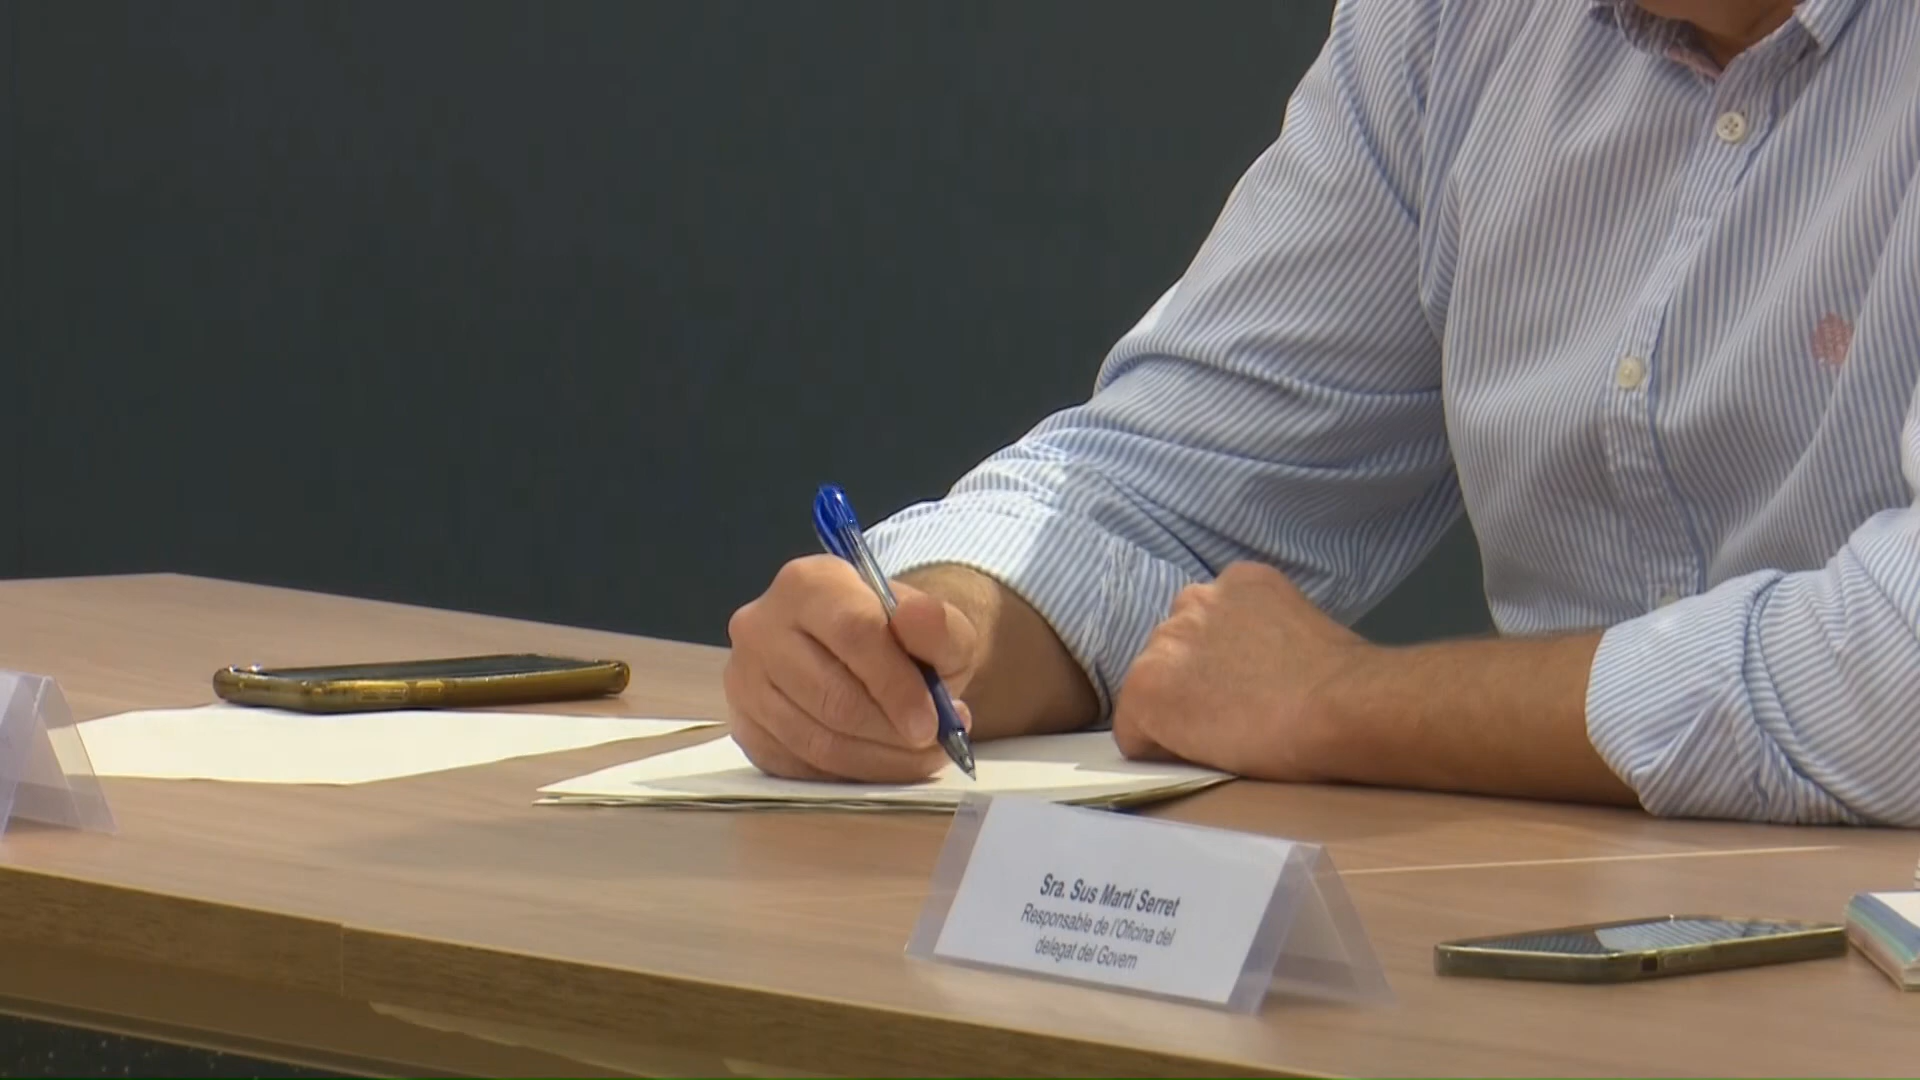 Sra. Sus Martí Serret
Responsable de l'Oficina del
delegat del Govern